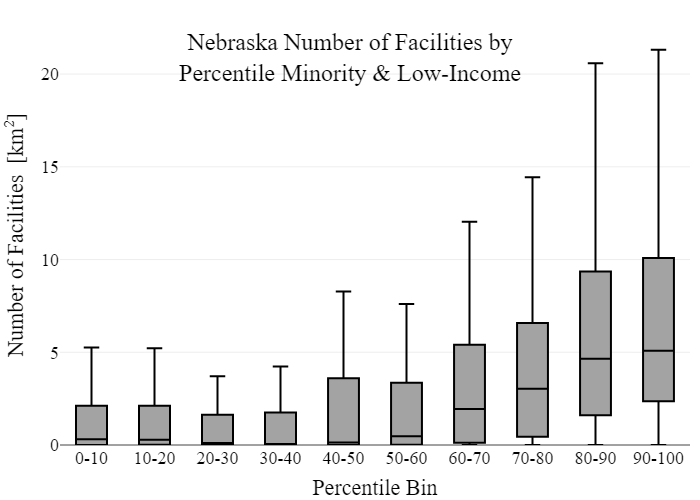 Nebraska Number of Facilities by
Percentile Minority & Low-Income
Number of Facilities [km²]
20
15
10
5
0
0-10 10-20 20-30 30-40 40-50 50-60 60-70 70-80 80-90 90-100
Percentile Bin